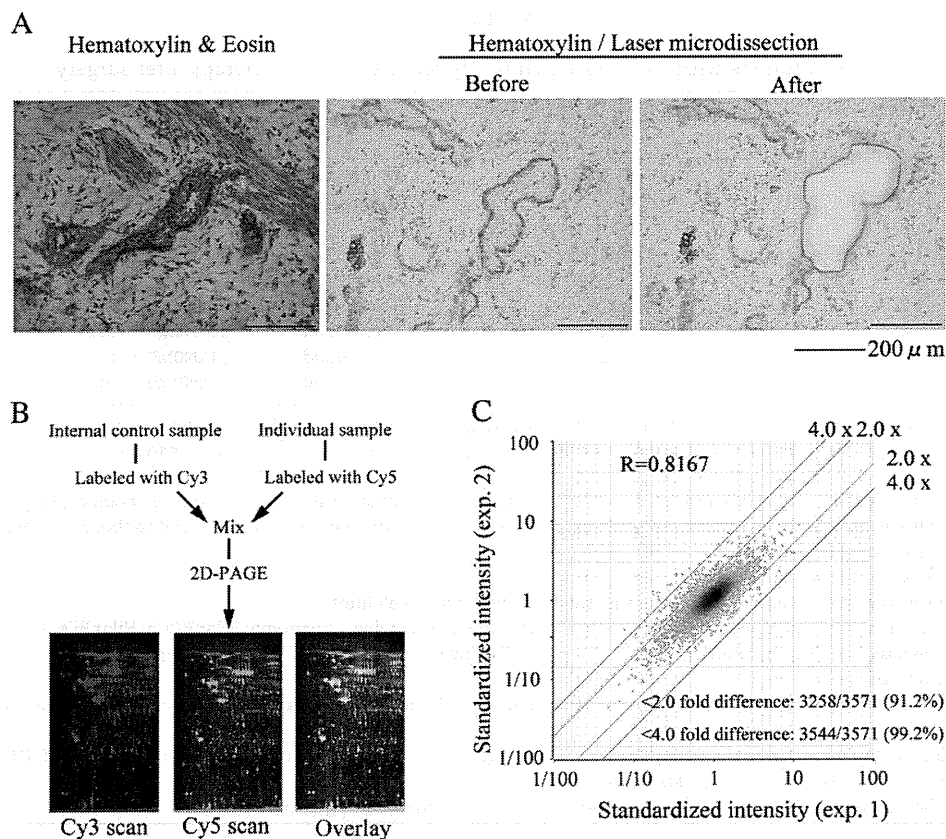 A
Hematoxylin & Eosin
Hematoxylin / Laser microdissection
Before
After
200 μm
B
Internal control sample
Individual sample
Labeled with Cy3
Labeled with Cy5
Mix
2D-PAGE
Cy3 scan
Cy5 scan
Overlay
C
Standardized intensity (exp. 2)
100
10
1
1/10
1/100
R=0.8167
4.0 x 2.0 x
2.0 x
4.0 x
<2.0 fold difference: 3258/3571 (91.2%)
<4.0 fold difference: 3544/3571 (99.2%)
1/100
1/10
1
10
100
Standardized intensity (exp. 1)